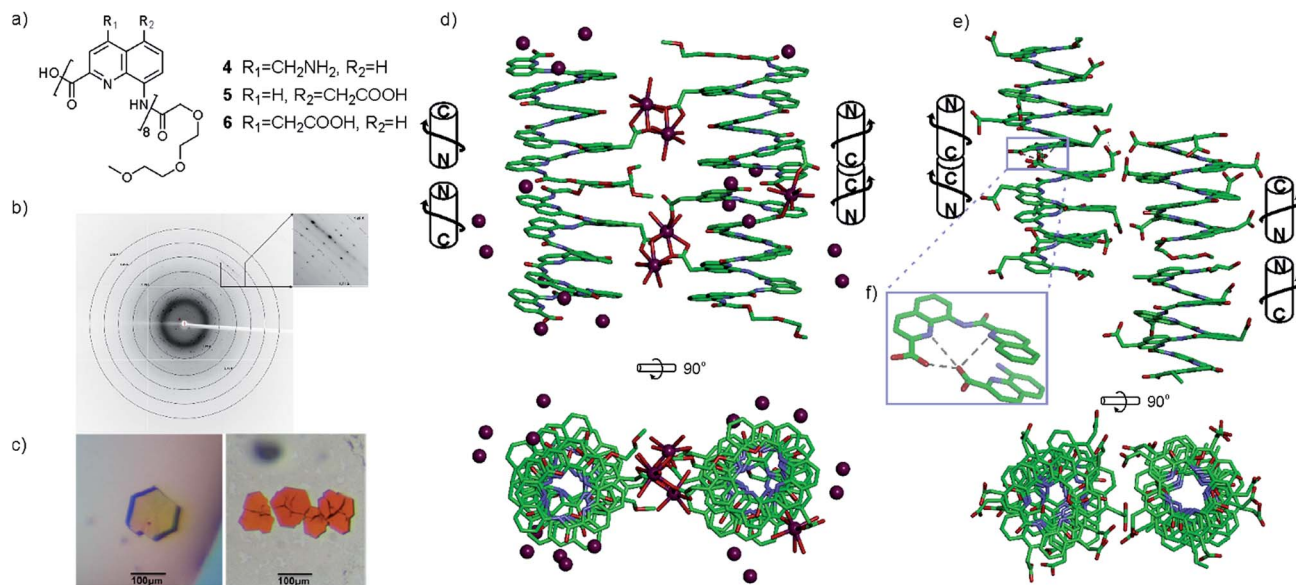 a)
R1 R2
HO
O
N
HN
8
O
O
O
O
4 R1=CH2NH2, R2=H
5 R1=H, R2=CH2COOH
6 R1=CH2COOH, R2=H
b)
c)
100µm
100µm
d)
C
N
N
C
N
C
C
N
90°
e)
N
C
C
N
C
N
N
C
f)
90°